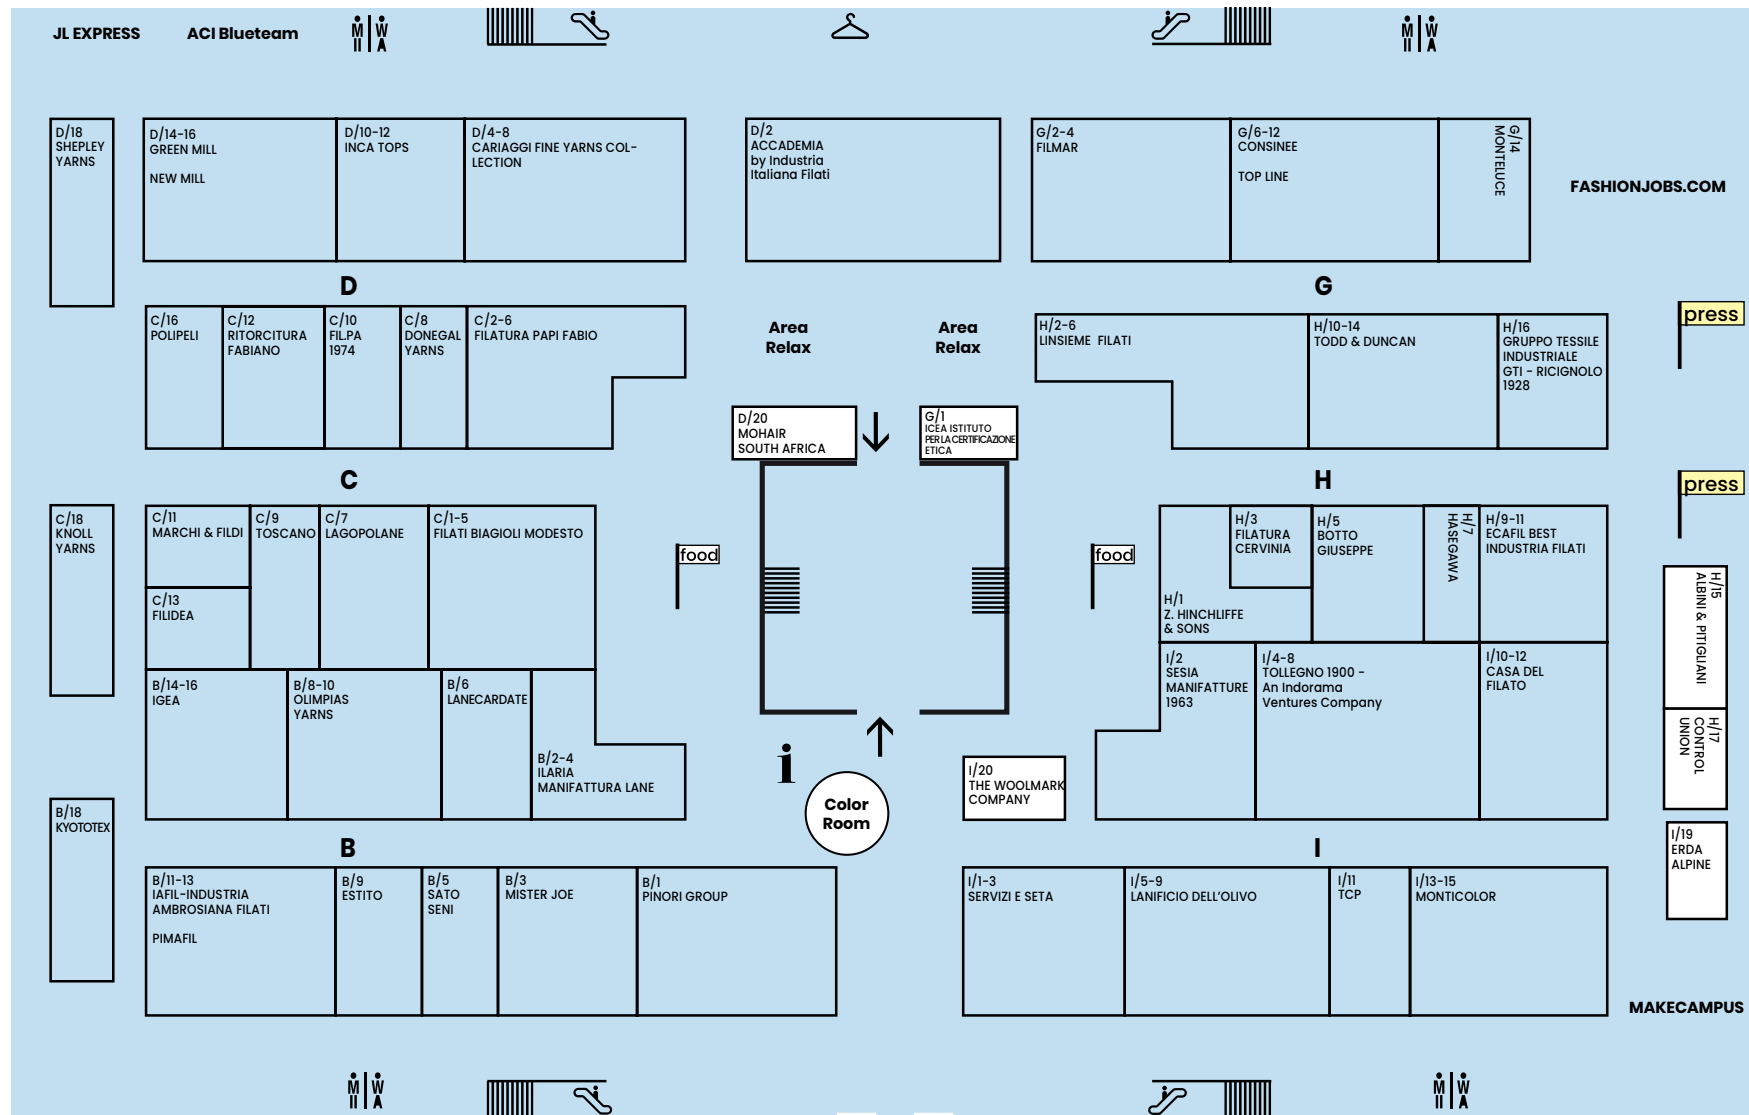 JL EXPRESS
ACI Blueteam
M W
II A
M W
II A
D/18
SHEPLEY
YARNS
D/14-16
GREEN MILL
NEW MILL
D/10-12
INCA TOPS
D/4-8
CARIAGGI FINE YARNS COL-
LECTION
D/2
ACCADEMIA
by Industria
Italiana Filati
G/2-4
FILMAR
G/6-12
CONSINEE
TOP LINE
G/14
MONTELUCE
FASHIONJOBS.COM
D
G
C/16
POLIPELI
C/12
RITORCITURA
FABIANO
C/10
FIL.PA
1974
C/8
DONEGAL
YARNS
C/2-6
FILATURA PAPI FABIO
Area
Relax
Area
Relax
H/2-6
LINSIEME FILATI
H/10-14
TODD & DUNCAN
H/16
GRUPPO TESSILE
INDUSTRIALE
GTI - RICIGNOLO
1928
press
D/20
MOHAIR
SOUTH AFRICA
G/1
ICEA ISTITUTO
PER LA CERTIFICAZIONE
ETICA
C
H
press
C/18
KNOLL
YARNS
C/11
MARCHI & FILDI
C/9
TOSCANO
C/7
LAGOPOLANE
C/1-5
FILATI BIAGIOLI MODESTO
C/13
FILIDEA
food
food
H/3
FILATURA
CERVINIA
H/5
BOTTO
GIUSEPPE
H/7
HASEGAWA
H/9-11
ECAFIL BEST
INDUSTRIA FILATI
H/1
Z. HINCHLIFFE
& SONS
H/15
ALBINI & PITIGLIANI
B/14-16
IGEA
B/8-10
OLIMPIAS
YARNS
B/6
LANECARDATE
B/2-4
ILARIA
MANIFATTURA LANE
I/2
SESIA
MANIFATTURE
1963
I/4-8
TOLLEGNO 1900 -
An Indorama
Ventures Company
I/10-12
CASA DEL
FILATO
H/17
CONTROL
UNION
i
I/20
THE WOOLMARK
COMPANY
Color
Room
B/18
KYOTOTEX
B
I
I/19
ERDA
ALPINE
B/11-13
IAFIL-INDUSTRIA
AMBROSIANA FILATI
PIMAFIL
B/9
ESTITO
B/5
SATO
SENI
B/3
MISTER JOE
B/1
PINORI GROUP
I/1-3
SERVIZI E SETA
I/5-9
LANIFICIO DELL'OLIVO
I/11
TCP
I/13-15
MONTICOLOR
MAKECAMPUS
M W
II A
M W
II A